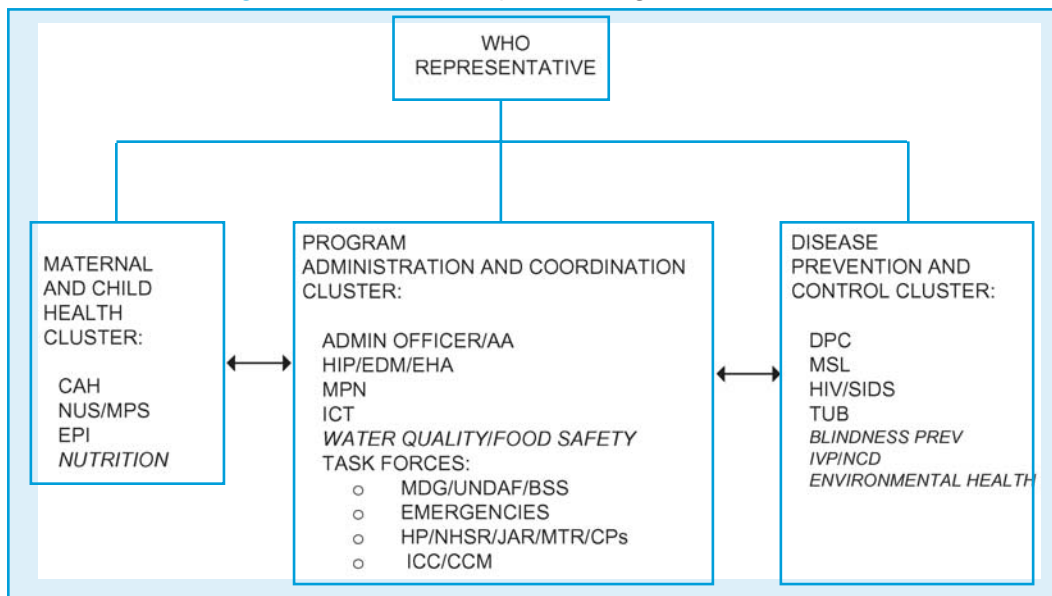 WHO
REPRESENTATIVE
MATERNAL
AND CHILD
HEALTH
CLUSTER:
CAH
NUS/MPS
EPI
NUTRITION
PROGRAM
ADMINISTRATION AND COORDINATION
CLUSTER:
ADMIN OFFICER/AA
HIP/EDM/EHA
MPN
ICT
WATER QUALITY/FOOD SAFETY
TASK FORCES:
o MDG/UNDAF/BSS
o EMERGENCIES
o HP/NHSR/JAR/MTR/CPs
o ICC/CCM
DISEASE
PREVENTION AND
CONTROL CLUSTER:
DPC
MSL
HIV/SIDS
TUB
BLINDNESS PREV
IVP/NCD
ENVIRONMENTAL HEALTH